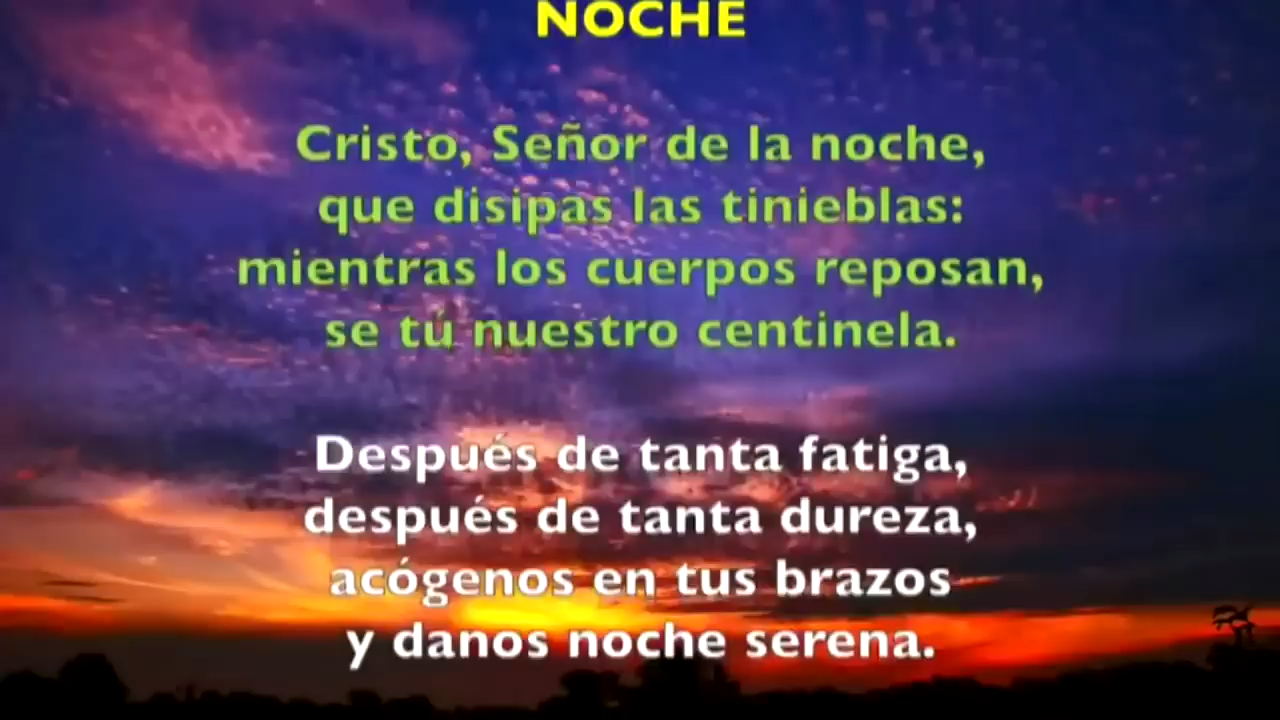 NOCHE
Cristo, Señor de la noche,
que disipas las tinieblas:
mientras los cuerpos reposan,
se tú nuestro centinela.
Después de tanta fatiga,
después de tanta dureza,
acógenos en tus brazos
y danos noche serena.